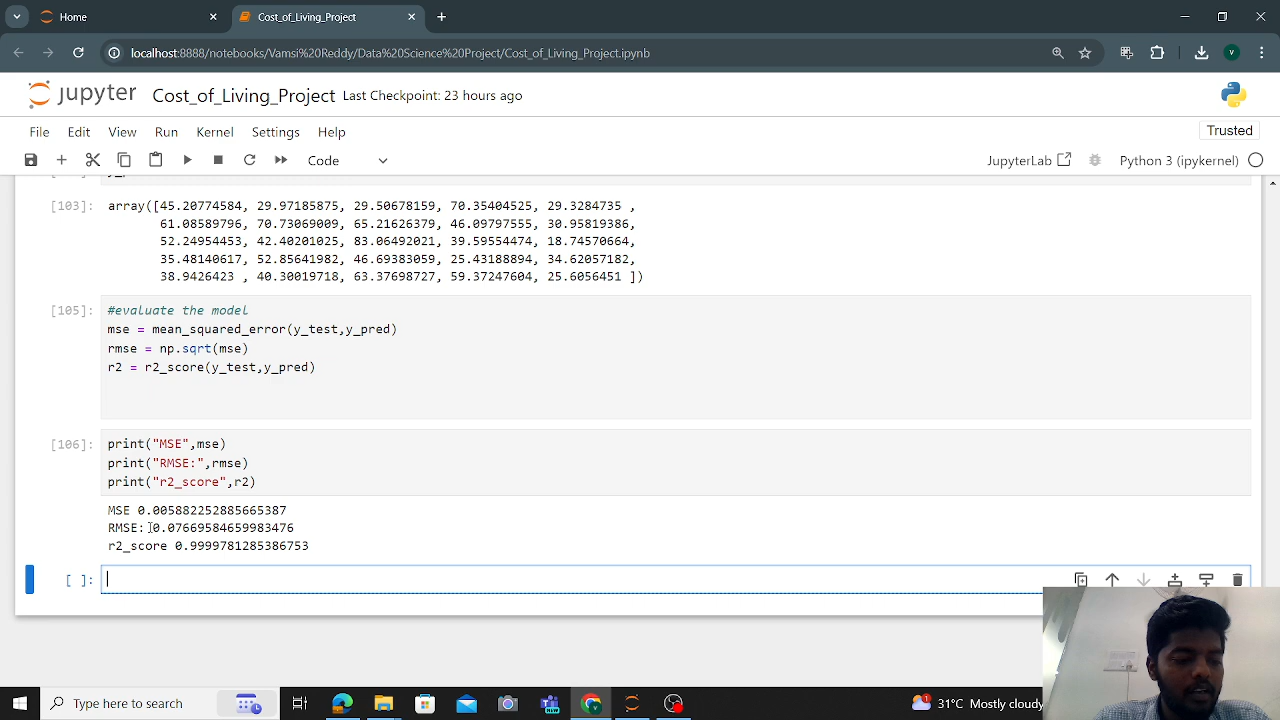 Home
Cost_of_Living_Project
localhost:8888/notebooks/Vamsi%20Reddy/Data%20Science%20Project/Cost_of_Living_Project.ipynb
v
jupyter Cost_of_Living_Project Last Checkpoint: 23 hours ago
File Edit View Run Kernel Settings Help
Trusted
Code
JupyterLab Python 3 (ipykernel)
[103]: array([45.20774584, 29.97185875, 29.50678159, 70.35404525, 29.3284735 ,
61.08589796, 70.73069009, 65.21626379, 46.09797555, 30.95819386,
52.24954453, 42.40201025, 83.06492021, 39.59554474, 18.74570664,
35.48140617, 52.85641982, 46.69383059, 25.43188894, 34.62057182,
38.9426423 , 40.30019718, 63.37698727, 59.37247604, 25.6056451 ])
[105]: #evaluate the model
mse = mean_squared_error(y_test,y_pred)
rmse = np.sqrt(mse)
r2 = r2_score(y_test,y_pred)
[106]: print("MSE",mse)
print("RMSE:",rmse)
print("r2_score",r2)
MSE 0.005882252885665387
RMSE: 0.07669584659983476
r2_score 0.9999781285386753
[ ]:
Type here to search
NEW
1
31°C Mostly cloudy